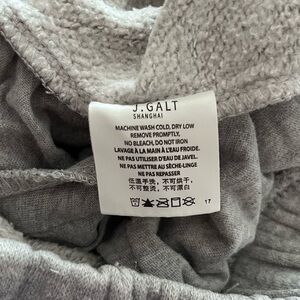 J.GALT
SHANGHAI
MACHINE WASH COLD, DRY LOW
REMOVE PROMPTLY,
NO BLEACH, DO NOT IRON
LAVAGE À LA MAIN À L'EAU FROIDE.
NE PAS UTILISER D'EAU DE JAVEL.
NE PAS METTRE AU SÈCHE-LINGE
NE PAS REPASSER
低温手洗，不可烘干，
不可整烫，不可漂白
17